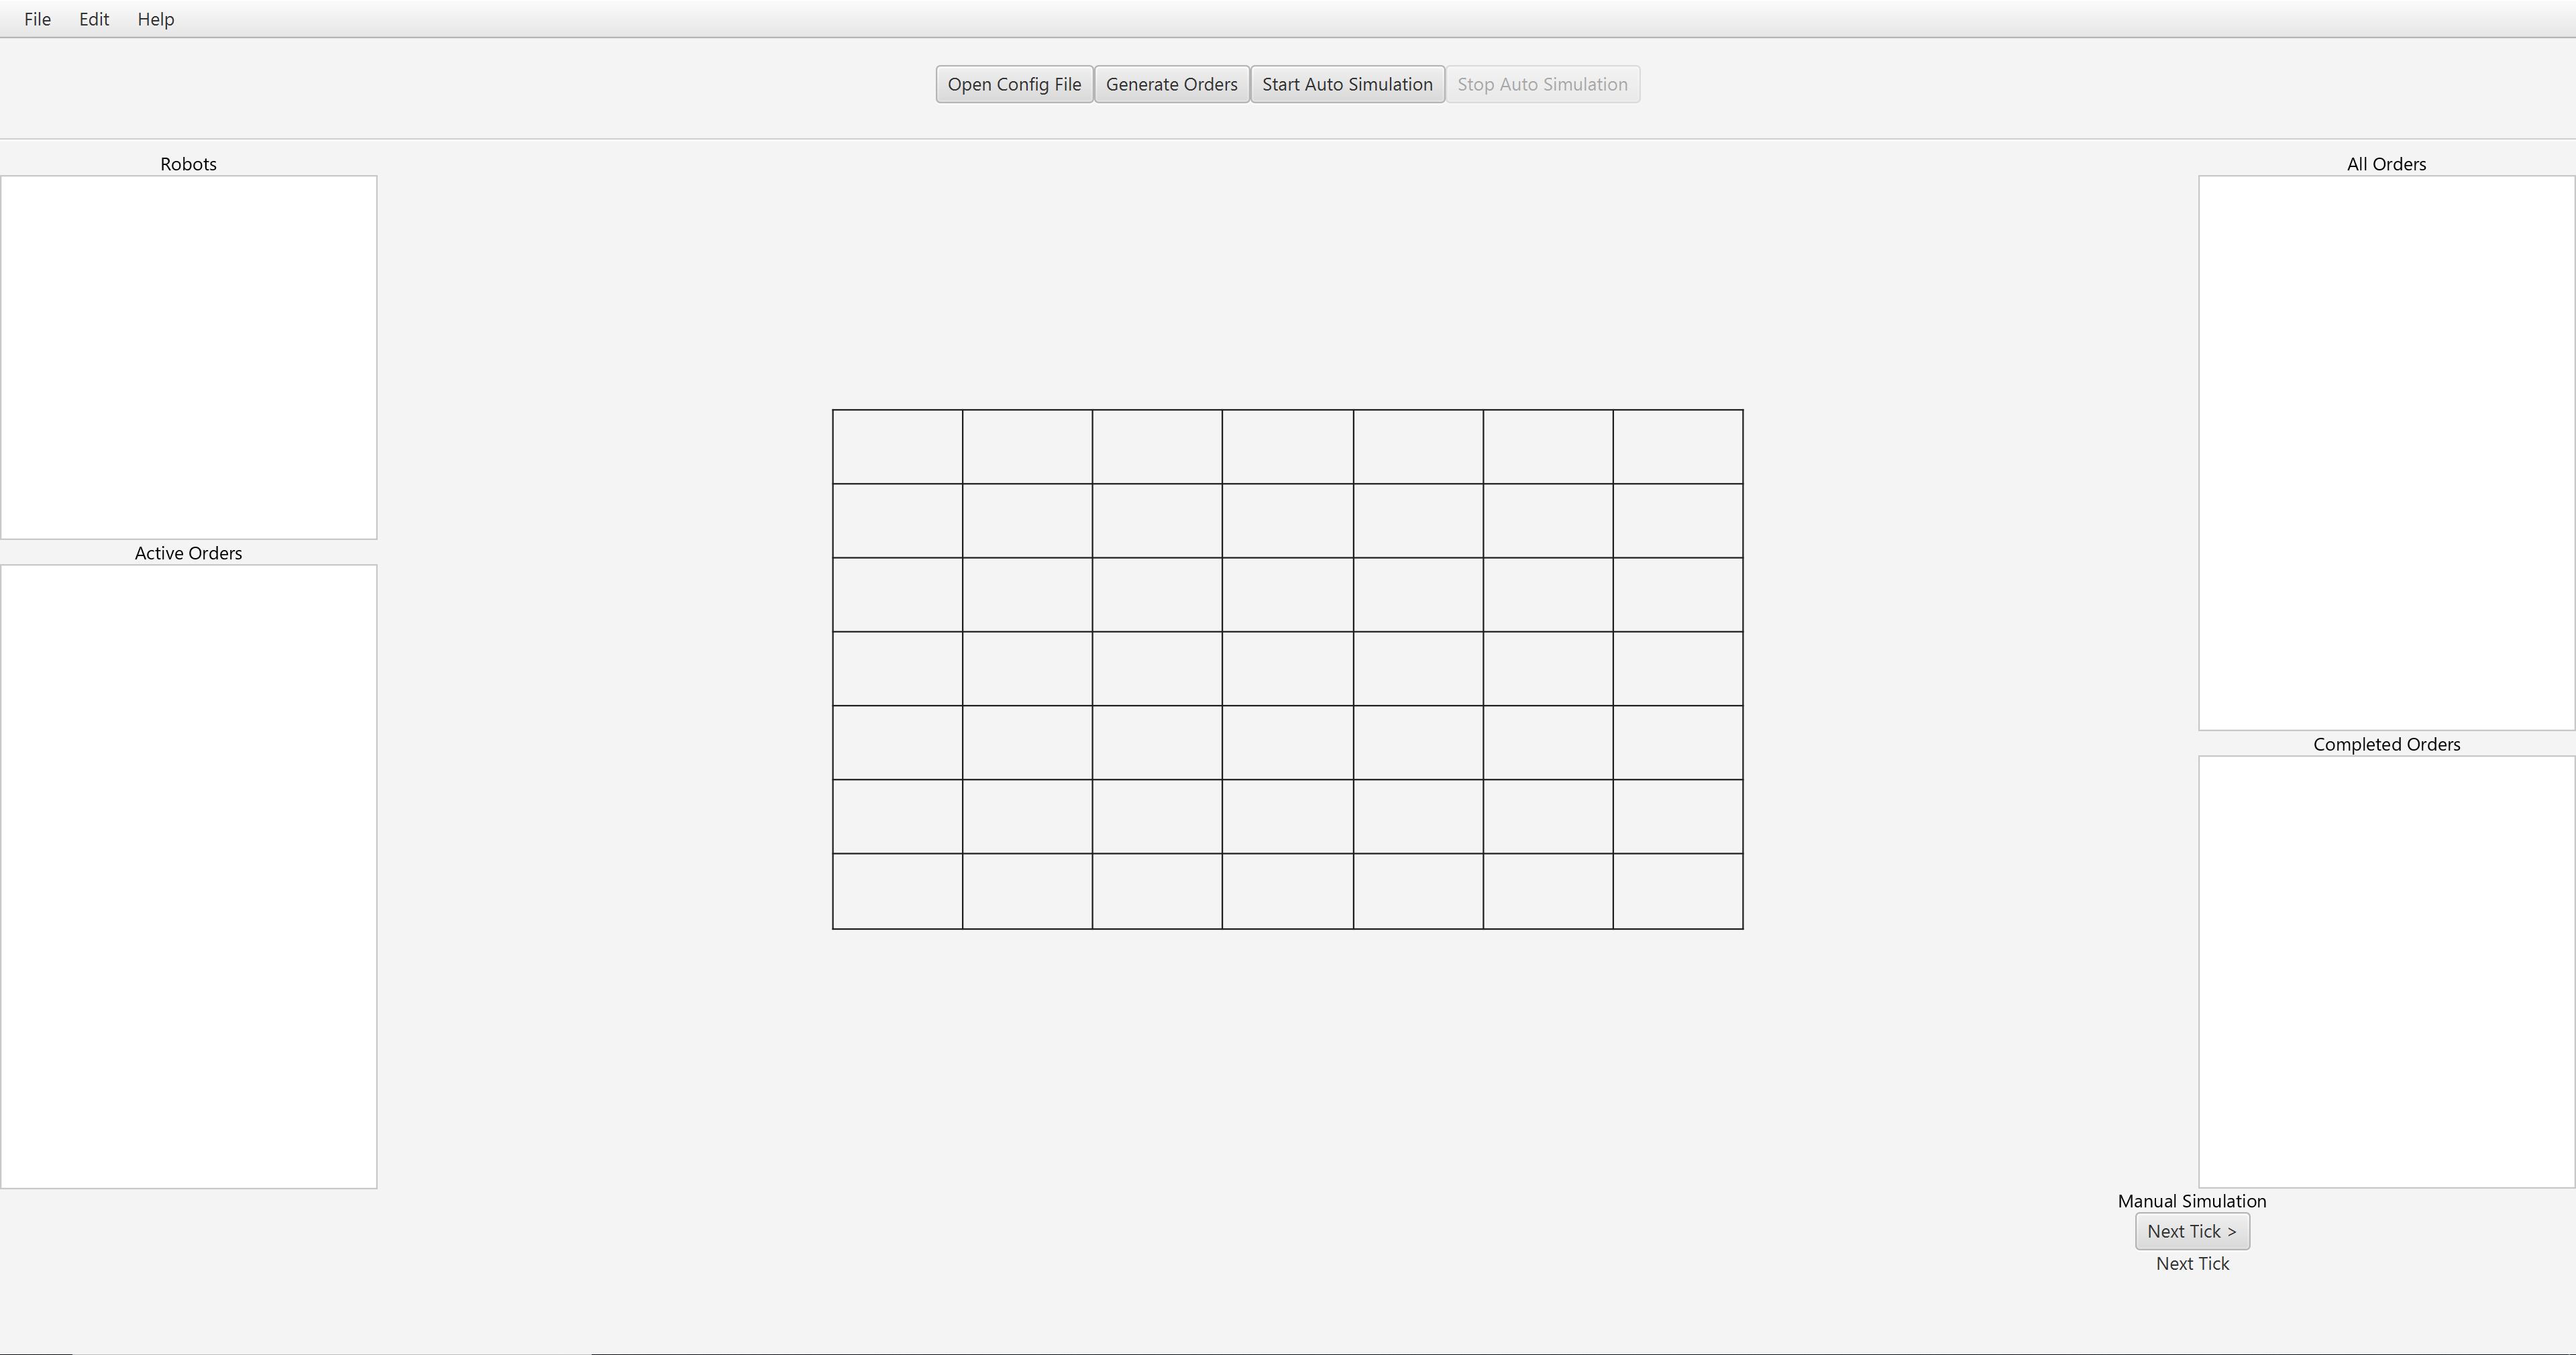 File Edit Help
Open Config File Generate Orders Start Auto Simulation Stop Auto Simulation
Robots
All Orders
Active Orders
Completed Orders
Manual Simulation
Next Tick >
Next Tick